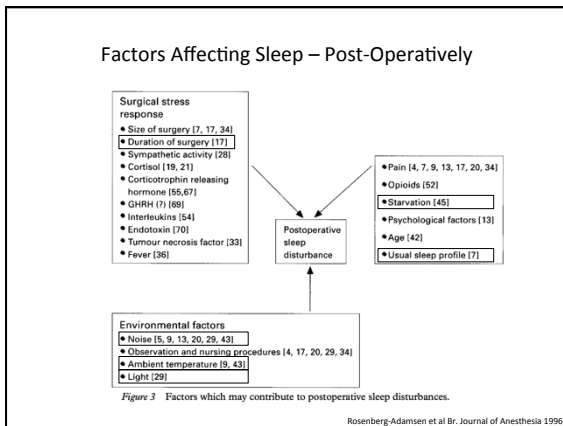 Factors Affecting Sleep – Post-Operatively
Surgical stress
response
• Size of surgery [7, 17, 34]
• Duration of surgery [17]
• Sympathetic activity [28]
• Cortisol [19, 21]
• Corticotrophin releasing
hormone [55,67]
• GHRH (?) [69]
• Interleukins [54]
• Endotoxin [70]
• Tumour necrosis factor [33]
• Fever [36]
• Pain [4, 7, 9, 13, 17, 20, 34]
• Opioids [52]
• Starvation [45]
• Psychological factors [13]
• Age [42]
• Usual sleep profile [7]
Postoperative
sleep
disturbance
Environmental factors
• Noise [5, 9, 13, 20, 29, 43]
• Observation and nursing procedures [4, 17, 20, 29, 34]
• Ambient temperature [9, 43]
• Light [29]
Figure 3 Factors which may contribute to postoperative sleep disturbances.
Rosenberg-Adamsen et al Br. Journal of Anesthesia 1996